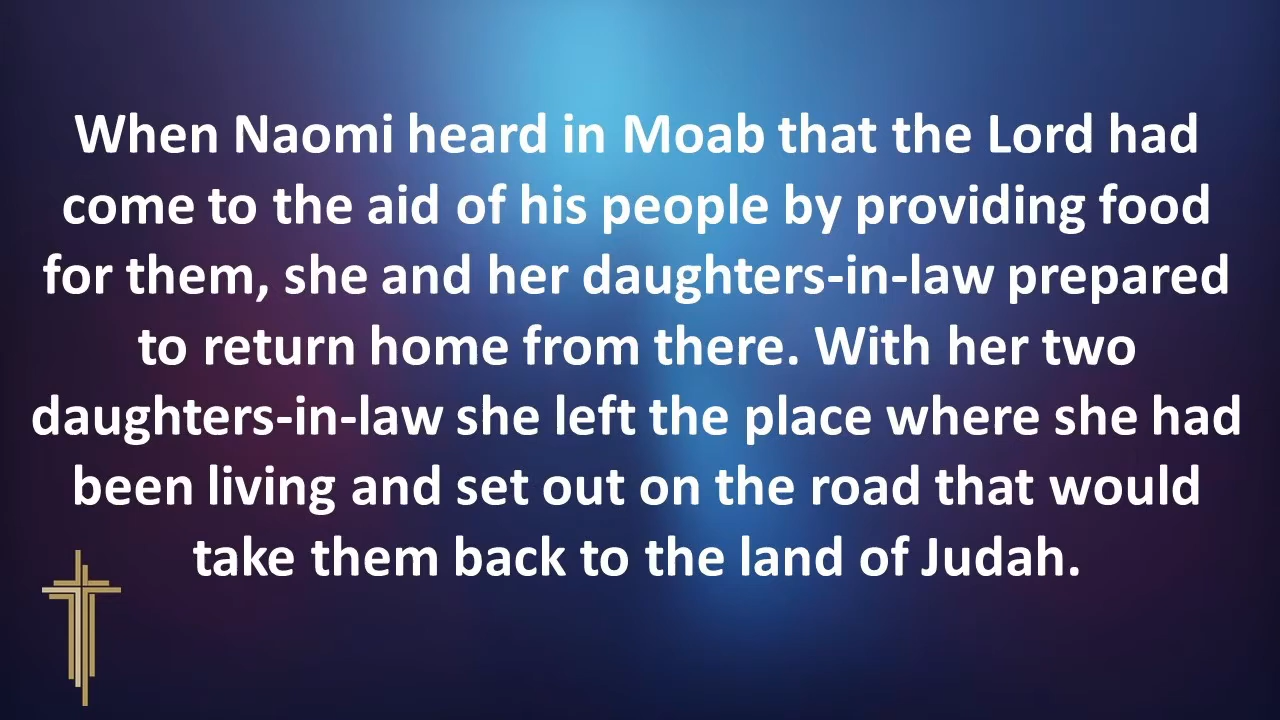 When Naomi heard in Moab that the Lord had
come to the aid of his people by providing food
for them, she and her daughters-in-law prepared
to return home from there. With her two
daughters-in-law she left the place where she had
been living and set out on the road that would
take them back to the land of Judah.